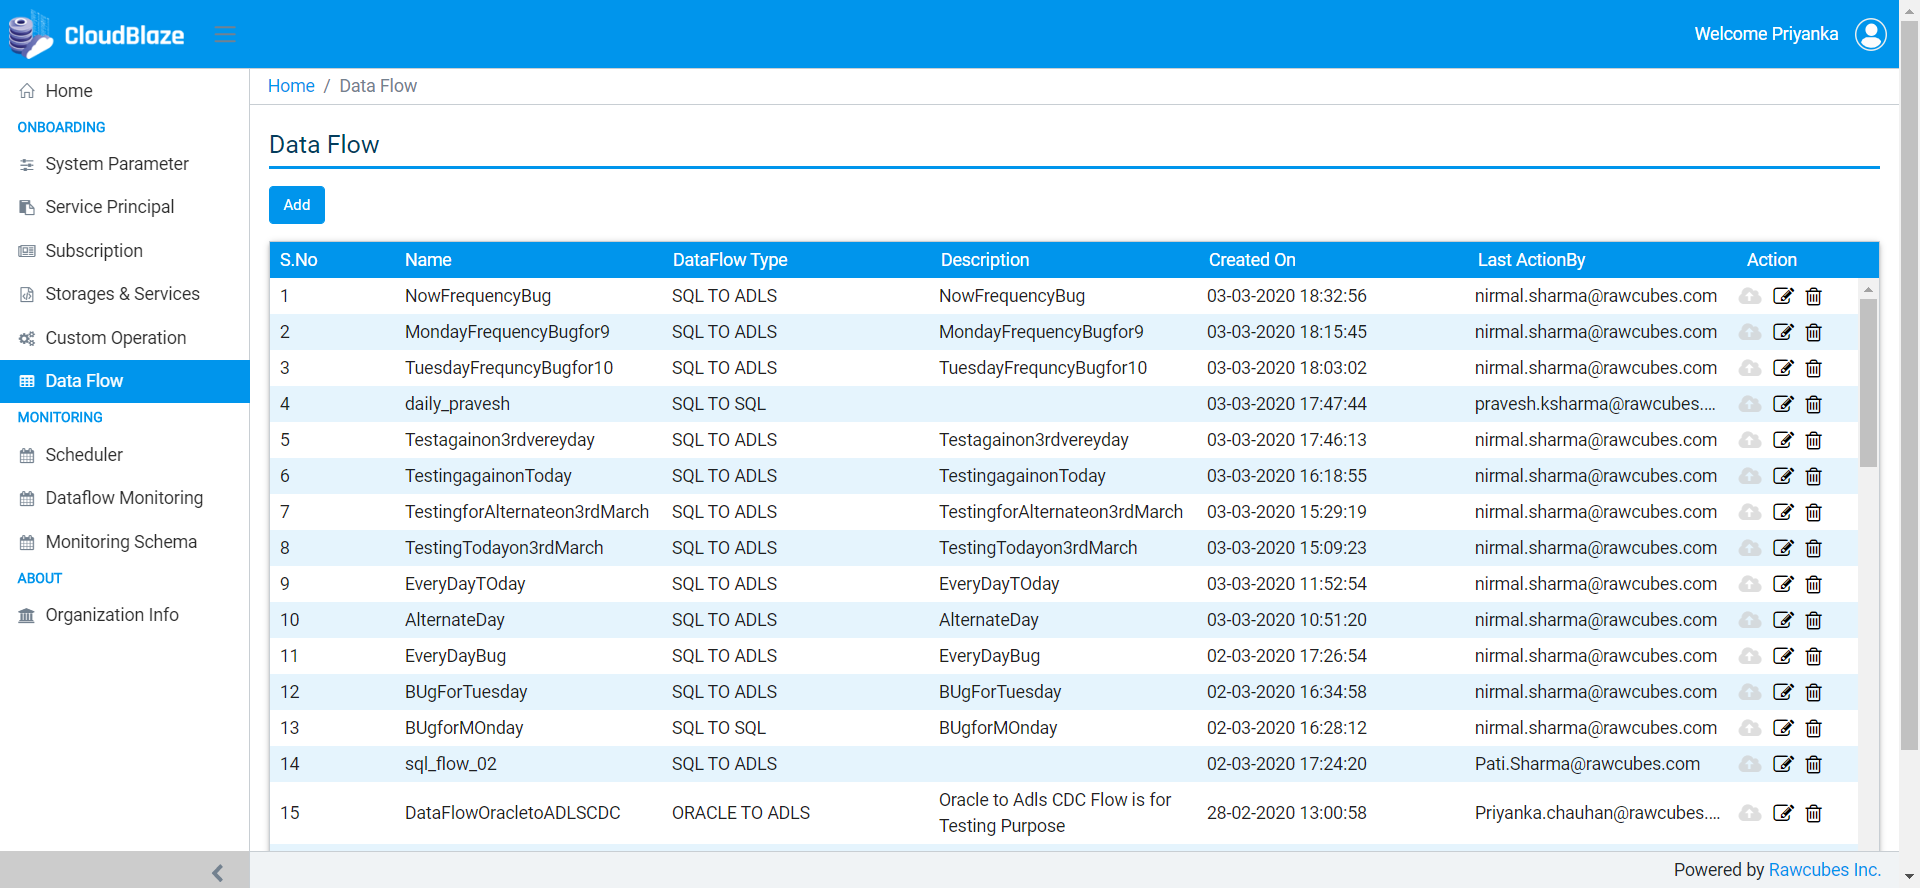 CloudBlaze
Welcome Priyanka
Home
ONBOARDING
System Parameter
Service Principal
Subscription
Storages & Services
Custom Operation
Data Flow
MONITORING
Scheduler
Dataflow Monitoring
Monitoring Schema
ABOUT
Organization Info
Home / Data Flow
Data Flow
Add
S.No Name DataFlow Type Description Created On Last ActionBy Action
1 NowFrequencyBug SQL TO ADLS NowFrequencyBug 03-03-2020 18:32:56 nirmal.sharma@rawcubes.com
2 MondayFrequencyBugfor9 SQL TO ADLS MondayFrequencyBugfor9 03-03-2020 18:15:45 nirmal.sharma@rawcubes.com
3 TuesdayFrequncyBugfor10 SQL TO ADLS TuesdayFrequncyBugfor10 03-03-2020 18:03:02 nirmal.sharma@rawcubes.com
4 daily_pravesh SQL TO SQL 03-03-2020 17:47:44 pravesh.ksharma@rawcubes....
5 Testagainon3rdvereyday SQL TO ADLS Testagainon3rdvereyday 03-03-2020 17:46:13 nirmal.sharma@rawcubes.com
6 TestingagainonToday SQL TO ADLS TestingagainonToday 03-03-2020 16:18:55 nirmal.sharma@rawcubes.com
7 TestingforAlternateon3rdMarch SQL TO ADLS TestingforAlternateon3rdMarch 03-03-2020 15:29:19 nirmal.sharma@rawcubes.com
8 TestingTodayon3rdMarch SQL TO ADLS TestingTodayon3rdMarch 03-03-2020 15:09:23 nirmal.sharma@rawcubes.com
9 EveryDayTOday SQL TO ADLS EveryDayTOday 03-03-2020 11:52:54 nirmal.sharma@rawcubes.com
10 AlternateDay SQL TO ADLS AlternateDay 03-03-2020 10:51:20 nirmal.sharma@rawcubes.com
11 EveryDayBug SQL TO ADLS EveryDayBug 02-03-2020 17:26:54 nirmal.sharma@rawcubes.com
12 BUgForTuesday SQL TO ADLS BUgForTuesday 02-03-2020 16:34:58 nirmal.sharma@rawcubes.com
13 BUgforMOnday SQL TO SQL BUgforMOnday 02-03-2020 16:28:12 nirmal.sharma@rawcubes.com
14 sql_flow_02 SQL TO ADLS 02-03-2020 17:24:20 Pati.Sharma@rawcubes.com
15 DataFlowOracletoADLSCDC ORACLE TO ADLS Oracle to Adls CDC Flow is for 28-02-2020 13:00:58 Priyanka.chauhan@rawcubes....
Testing Purpose
Powered by Rawcubes Inc.